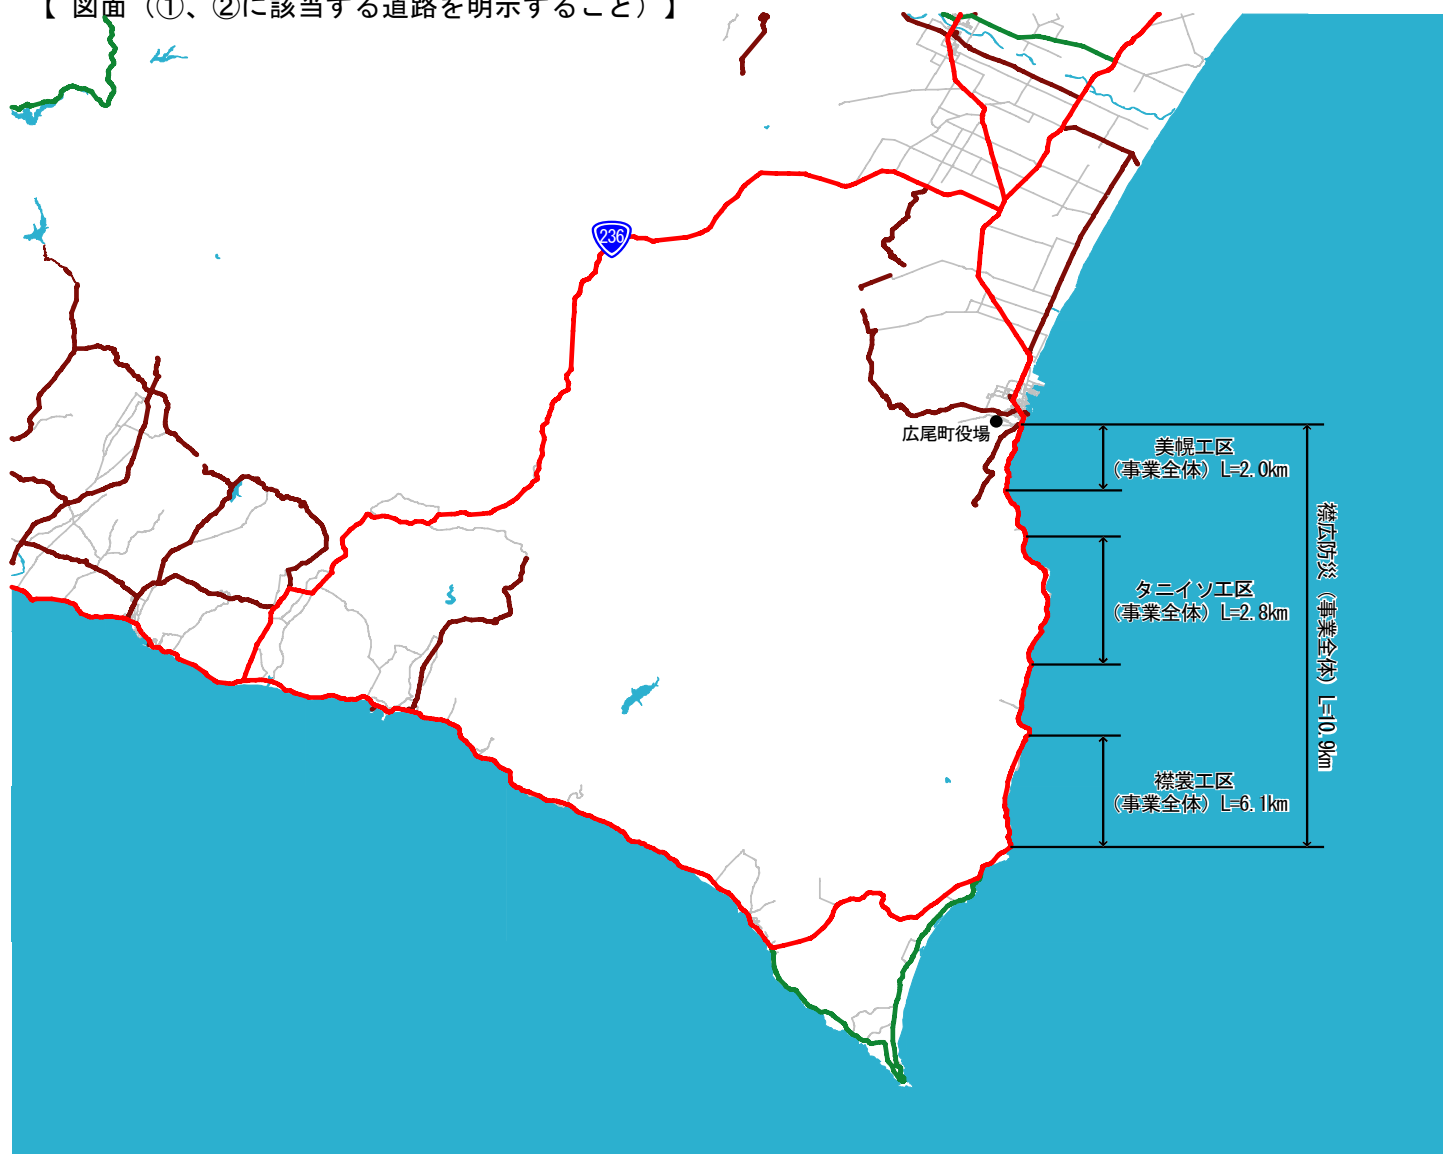 【 図面（①、②に該当する道路を明示すること）】
236
広尾町役場
美幌工区
(事業全体) L=2.0km
タニイソ工区
(事業全体) L=2.8km
襟裳工区
(事業全体) L=6.1km
襟広防災 (事業全体) L=10.9km